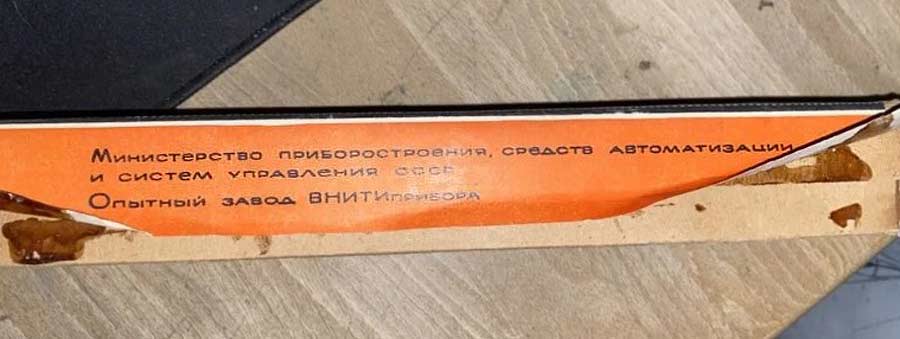 Министерство приборостроения, средств автоматизации
и систем управления СССР
Опытный завод ВНИТИприбора